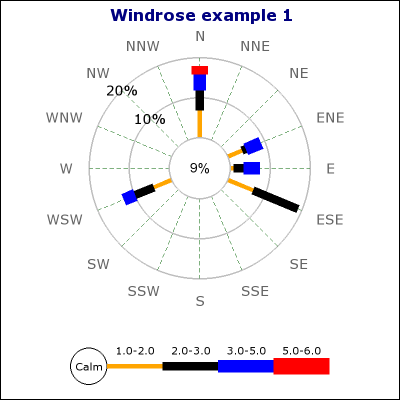 Windrose example 1
N
NNW
NNE
NW
NE
20%
WNW
10%
ENE
W
9%
E
WSW
ESE
SW
SE
SSW
SSE
S
1.0-2.0 2.0-3.0 3.0-5.0 5.0-6.0
Calm